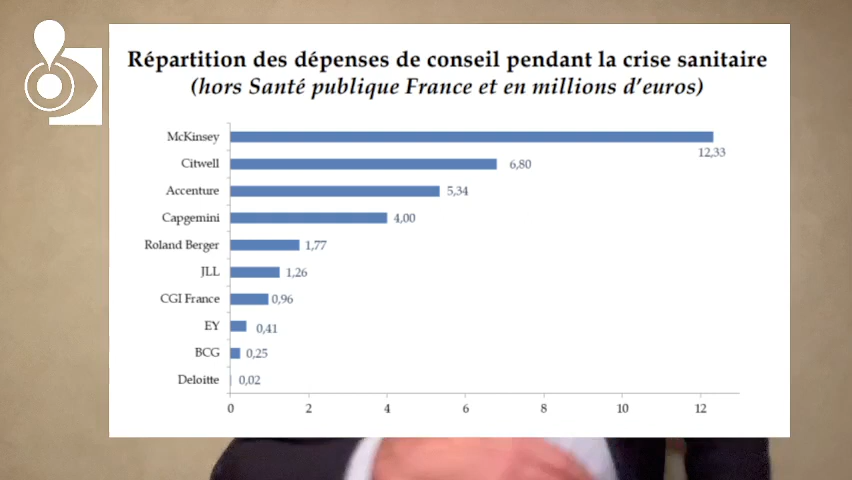 Répartition des dépenses de conseil pendant la crise sanitaire
(hors Santé publique France et en millions d’euros)
McKinsey 12,33
Citwell 6,80
Accenture 5,34
Capgemini 4,00
Roland Berger 1,77
JLL 1,26
CGI France 0,96
EY 0,41
BCG 0,25
Deloitte 0,02
0 2 4 6 8 10 12